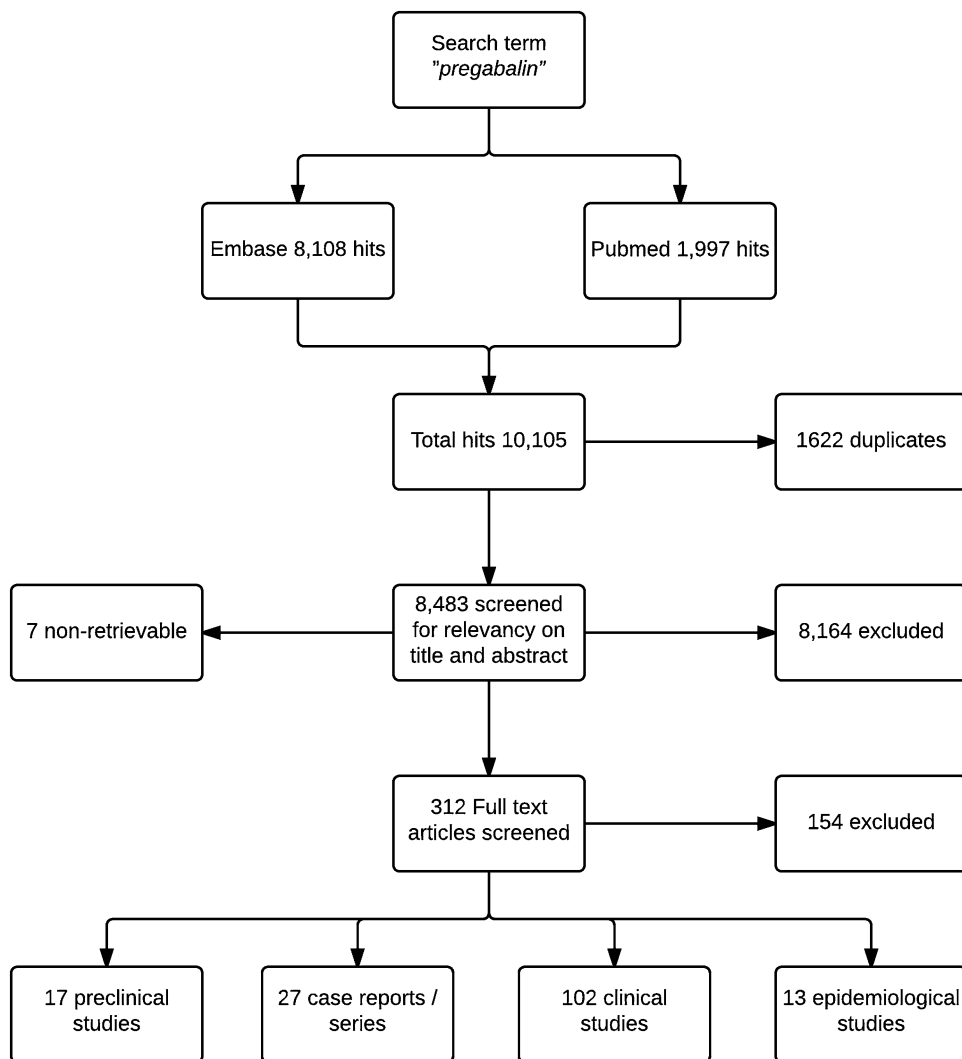 Search term
”pregabalin”
Embase 8,108 hits
Pubmed 1,997 hits
Total hits 10,105
1622 duplicates
7 non-retrievable
8,483 screened
for relevancy on
title and abstract
8,164 excluded
312 Full text
articles screened
154 excluded
17 preclinical
studies
27 case reports /
series
102 clinical
studies
13 epidemiological
studies